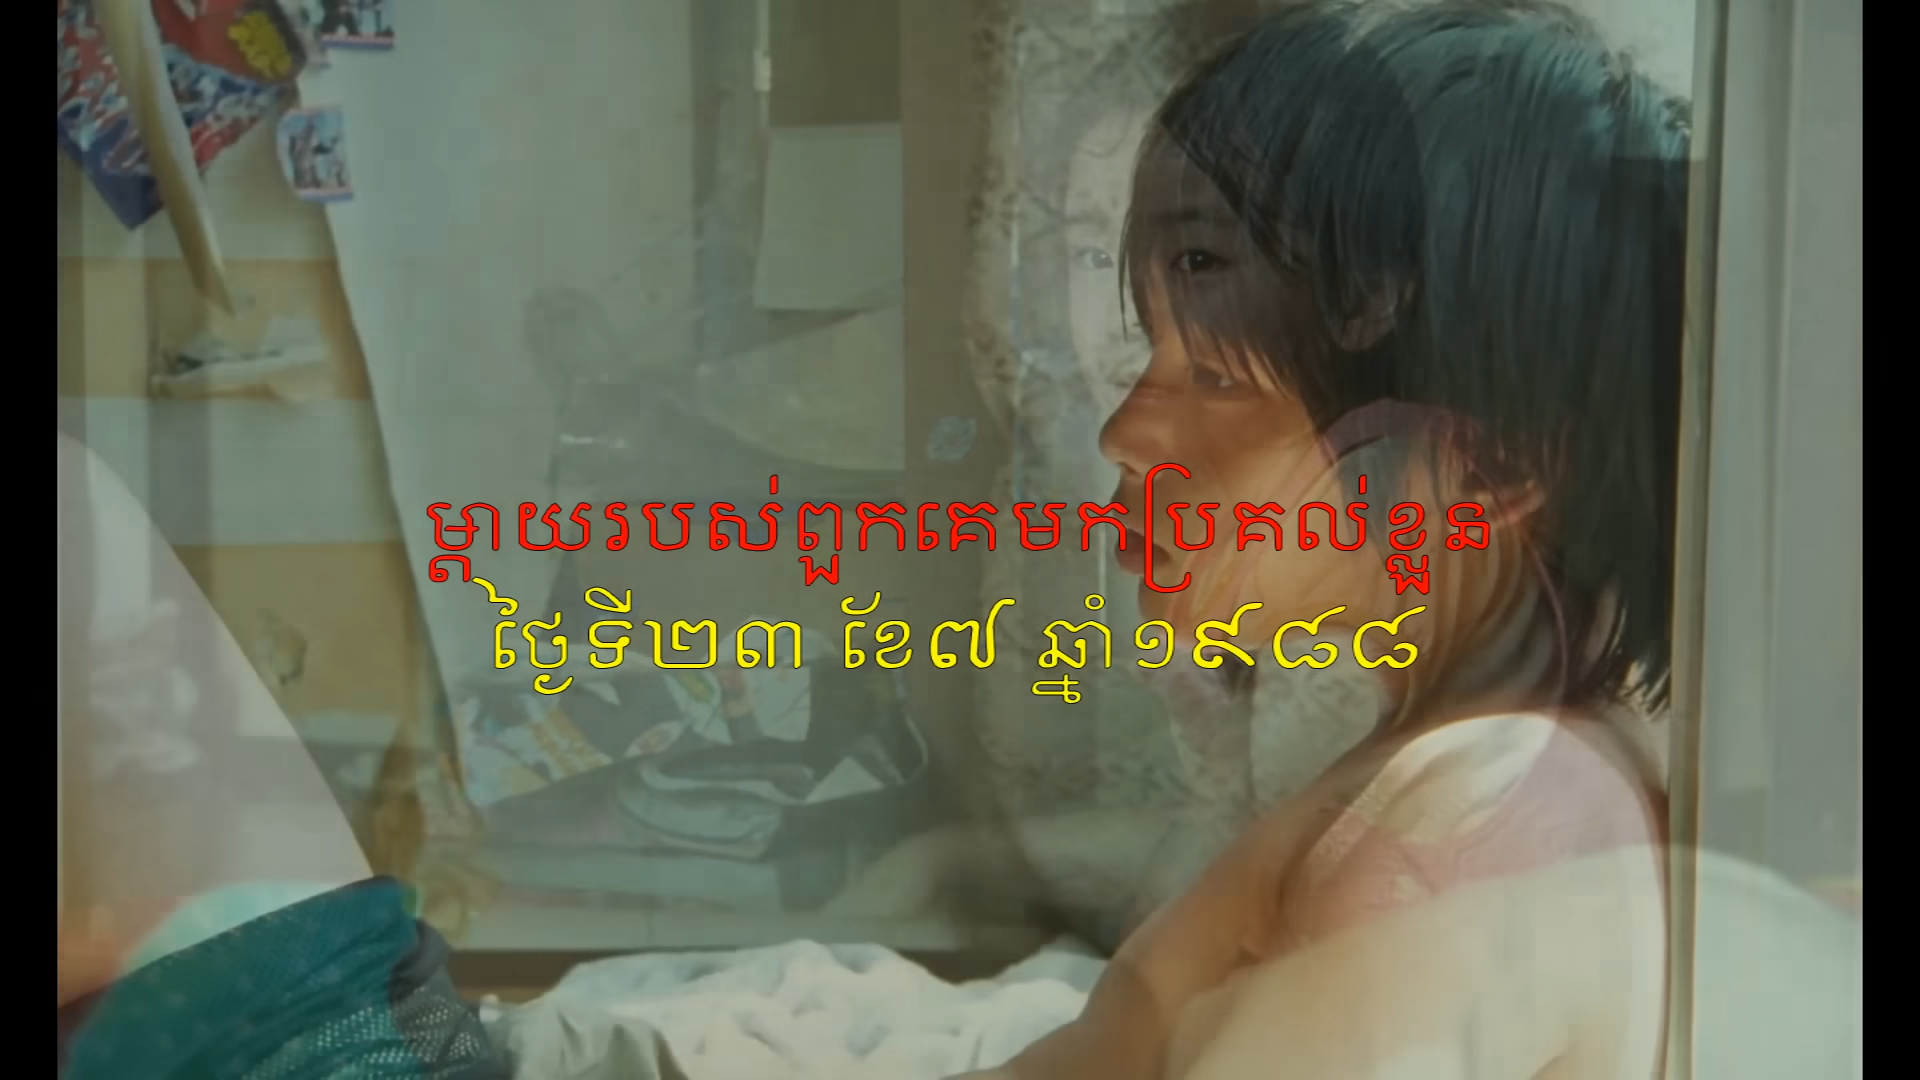 ម្តាយរបស់ពួកគេមកប្រគល់ខ្លួន
ថ្ងៃទី២៣ ខែ៧ ឆ្នាំ១៩៨៨